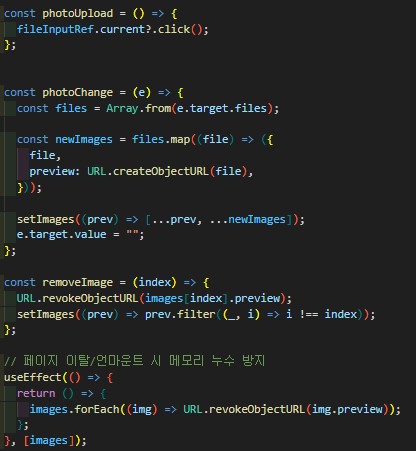 const photoUpload = () => {
  fileInputRef.current?.click();
};
const photoChange = (e) => {
  const files = Array.from(e.target.files);
  const newImages = files.map((file) => ({
    file,
    preview: URL.createObjectURL(file),
  }));
  setImages((prev) => [...prev, ...newImages]);
  e.target.value = "";
};
const removeImage = (index) => {
  URL.revokeObjectURL(images[index].preview);
  setImages((prev) => prev.filter((_, i) => i !== index));
};
// 페이지 이탈/언마운트 시 메모리 누수 방지
useEffect(() => {
  return () => {
    images.forEach((img) => URL.revokeObjectURL(img.preview));
  };
}, [images]);